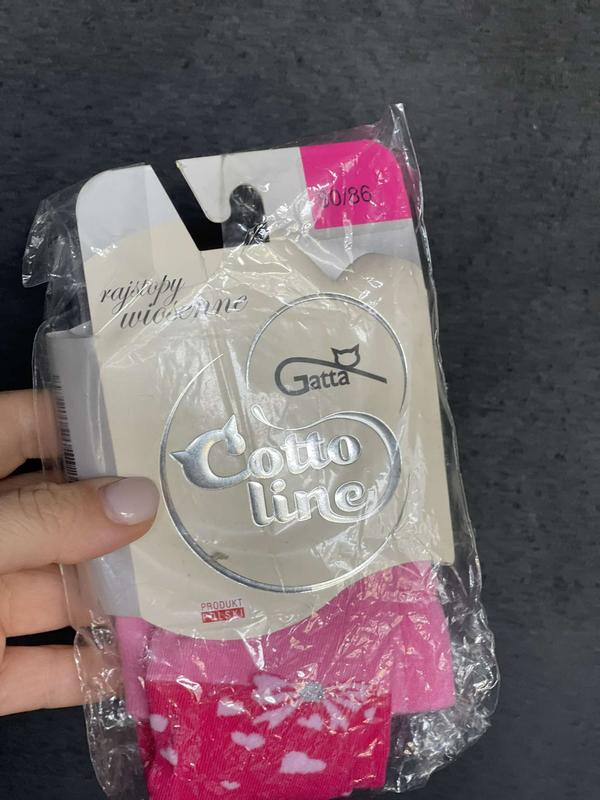 80/86
rajstopy
wiosenne
Gatta
Cotto
line
PRODUKT
POLSKI